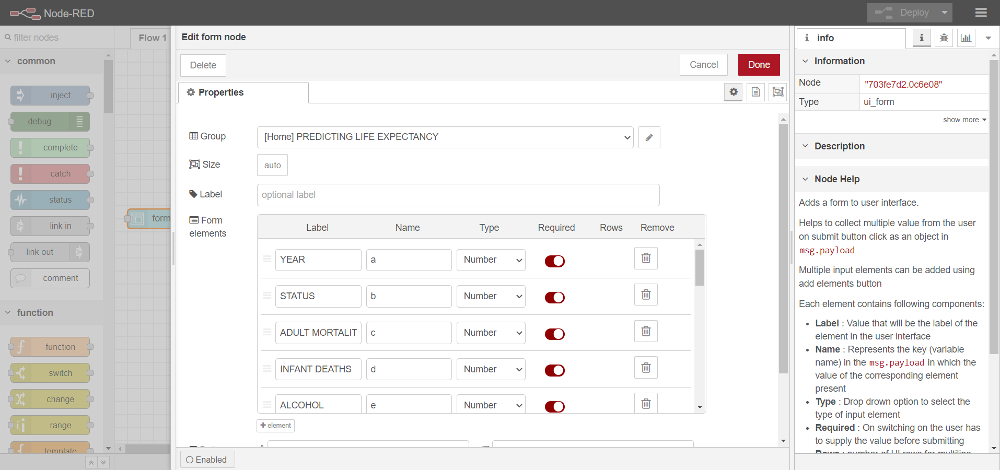 Node-RED
Deploy
filter nodes
Flow 1
common
inject
debug
complete
catch
status
link in
link out
comment
function
function
switch
change
range
template
form
Edit form node
Delete
Cancel
Done
Properties
Group
[Home] PREDICTING LIFE EXPECTANCY
Size
auto
Label
optional label
Form
elements
Label Name Type Required Rows Remove
YEAR a Number
STATUS b Number
ADULT MORTALIT c Number
INFANT DEATHS d Number
ALCOHOL e Number
+ element
Enabled
i info
i
Information
Node "703fe7d2.0c6e08"
Type ui_form
show more
Description
Node Help
Adds a form to user interface.
Helps to collect multiple value from the user
on submit button click as an object in
msg.payload
Multiple input elements can be added using
add elements button
Each element contains following components:
• Label : Value that will be the label of the
element in the user interface
• Name : Represents the key (variable
name) in the msg.payload in which the
value of the corresponding element
present
• Type : Drop drown option to select the
type of input element
• Required : On switching on the user has
to supply the value before submitting
Rows : number of UI rows for multiline